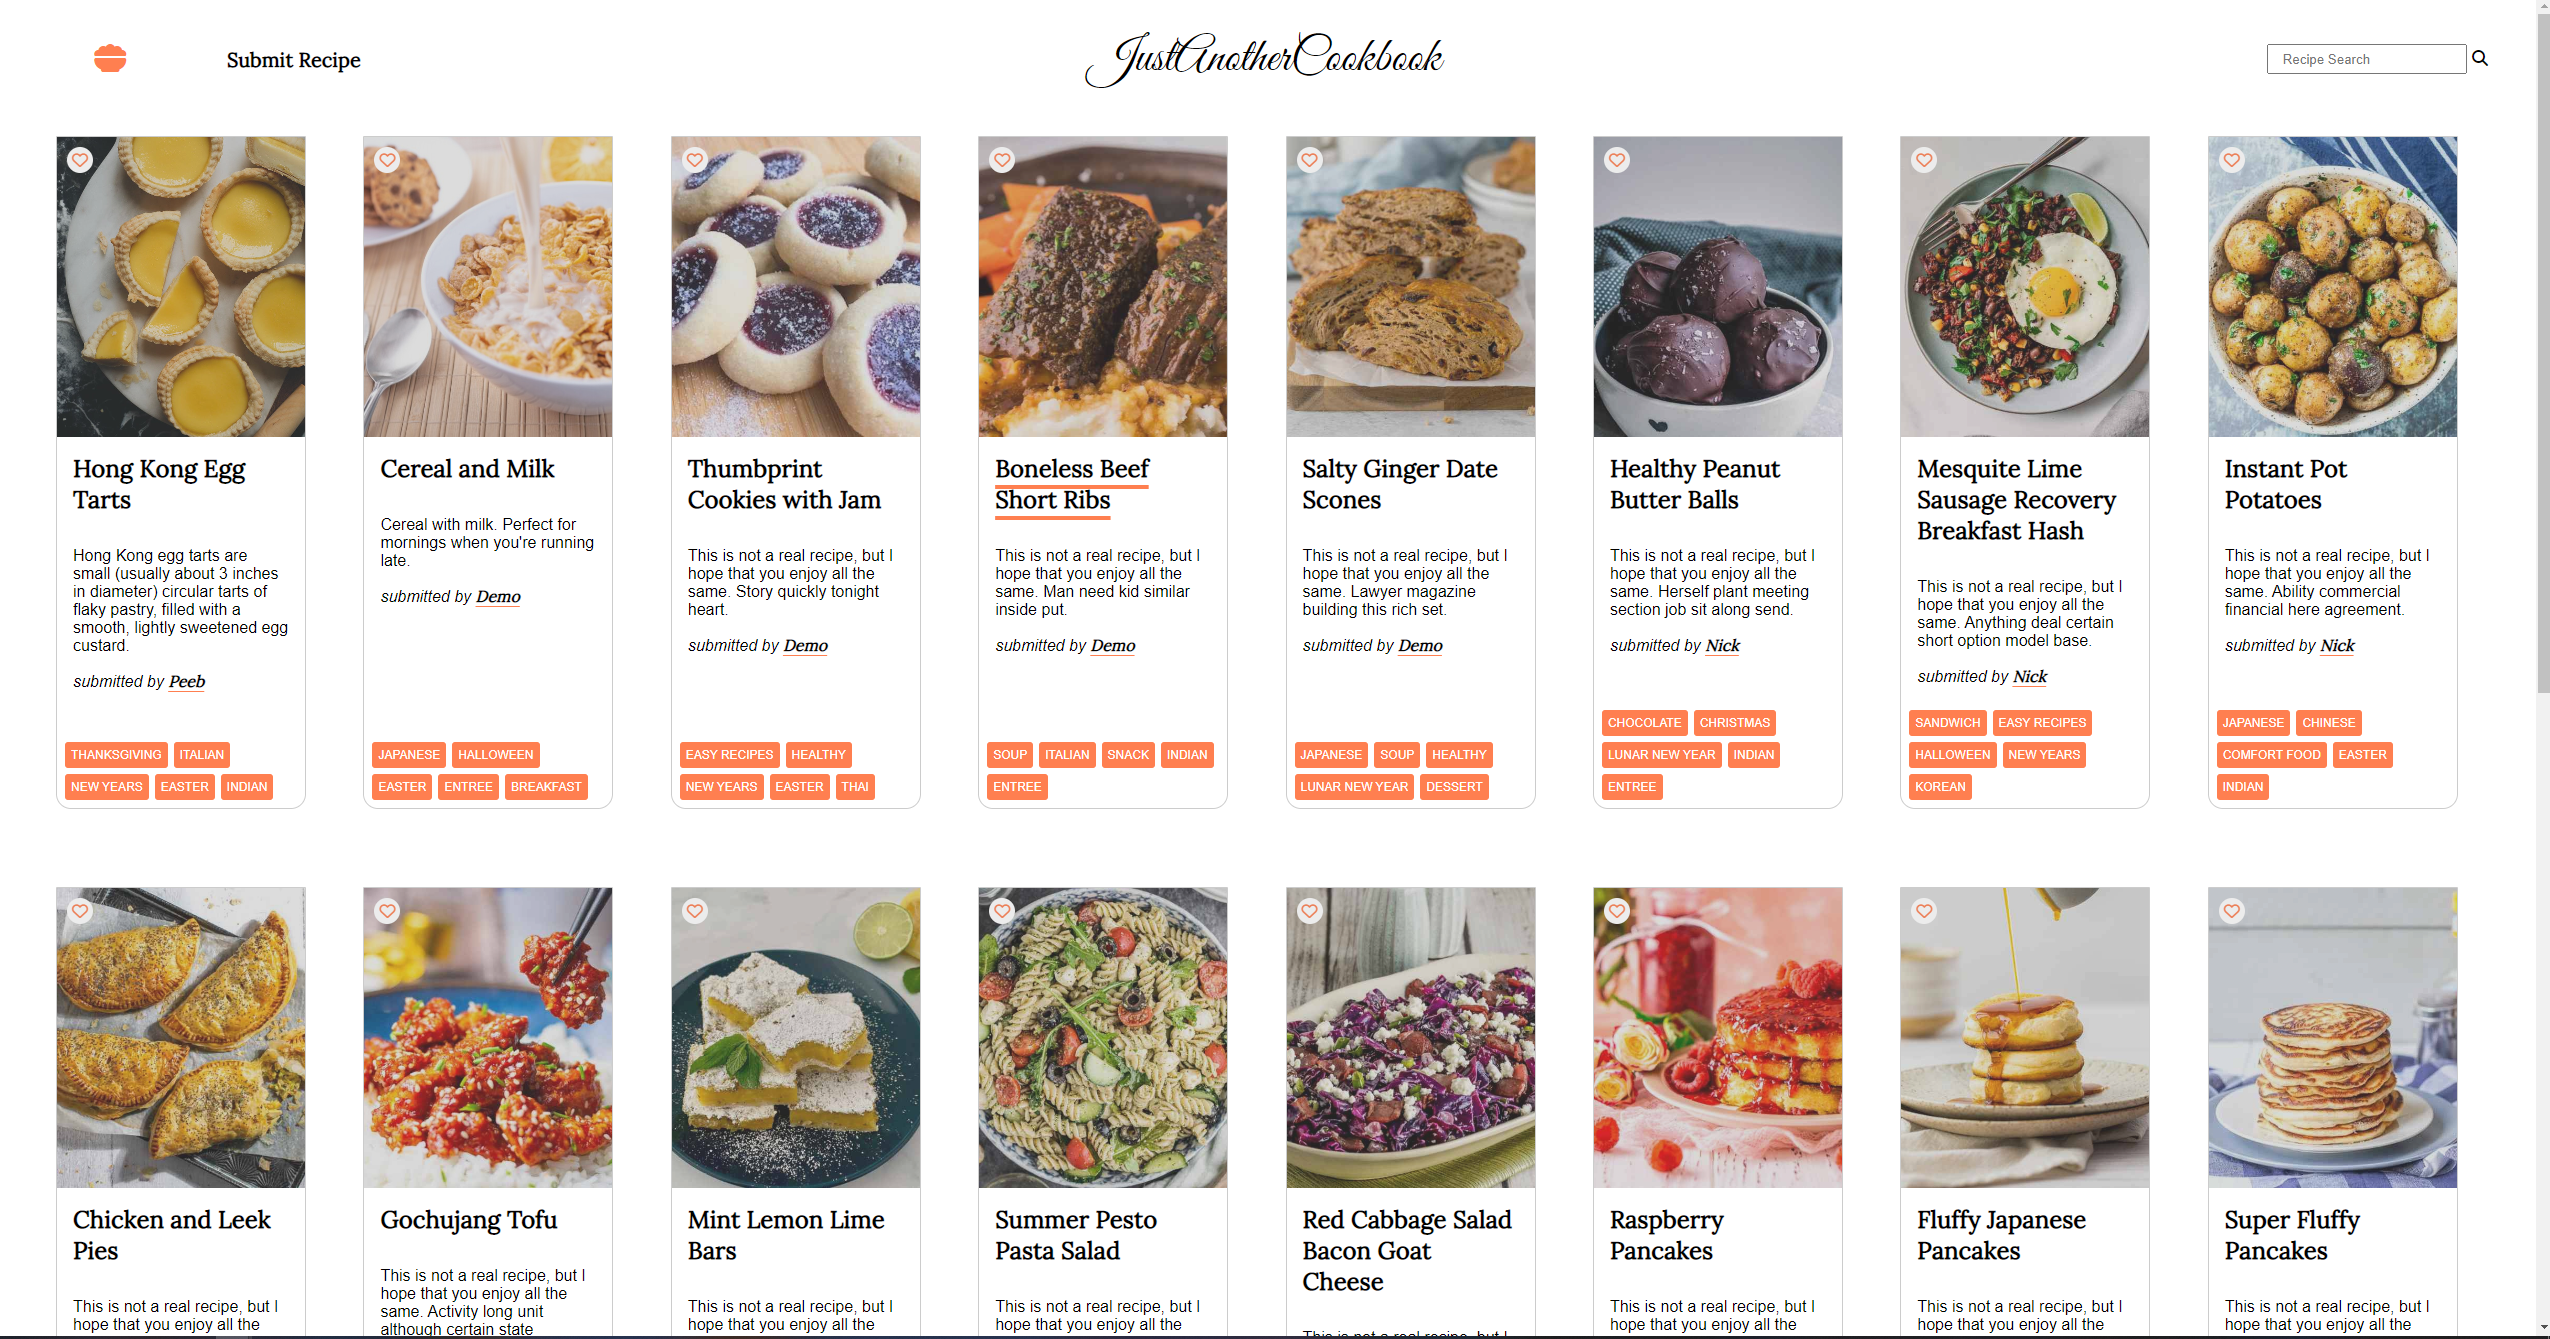 Submit Recipe
JustAnotherCookbook
Recipe Search
Hong Kong Egg
Tarts
Hong Kong egg tarts are
small (usually about 3 inches
in diameter) circular tarts of
flaky pastry, filled with a
smooth, lightly sweetened egg
custard.
submitted by Peeb
THANKSGIVING ITALIAN
NEW YEARS EASTER INDIAN
Cereal and Milk
Cereal with milk. Perfect for
mornings when you're running
late.
submitted by Demo
JAPANESE HALLOWEEN
EASTER ENTREE BREAKFAST
Thumbprint
Cookies with Jam
This is not a real recipe, but I
hope that you enjoy all the
same. Story quickly tonight
heart.
submitted by Demo
EASY RECIPES HEALTHY
NEW YEARS EASTER THAI
Boneless Beef
Short Ribs
This is not a real recipe, but I
hope that you enjoy all the
same. Man need kid similar
inside put.
submitted by Demo
SOUP ITALIAN SNACK INDIAN
ENTREE
Salty Ginger Date
Scones
This is not a real recipe, but I
hope that you enjoy all the
same. Lawyer magazine
building this rich set.
submitted by Demo
JAPANESE SOUP HEALTHY
LUNAR NEW YEAR DESSERT
Healthy Peanut
Butter Balls
This is not a real recipe, but I
hope that you enjoy all the
same. Herself plant meeting
section job sit along send.
submitted by Nick
CHOCOLATE CHRISTMAS
LUNAR NEW YEAR INDIAN
ENTREE
Mesquite Lime
Sausage Recovery
Breakfast Hash
This is not a real recipe, but I
hope that you enjoy all the
same. Anything deal certain
short option model base.
submitted by Nick
SANDWICH EASY RECIPES
HALLOWEEN NEW YEARS
KOREAN
Instant Pot
Potatoes
This is not a real recipe, but I
hope that you enjoy all the
same. Ability commercial
financial here agreement.
submitted by Nick
JAPANESE CHINESE
COMFORT FOOD EASTER
INDIAN
Chicken and Leek
Pies
This is not a real recipe, but I
hope that you enjoy all the
Gochujang Tofu
This is not a real recipe, but I
hope that you enjoy all the
same. Activity long unit
although certain state
Mint Lemon Lime
Bars
This is not a real recipe, but I
hope that you enjoy all the
Summer Pesto
Pasta Salad
This is not a real recipe, but I
hope that you enjoy all the
Red Cabbage Salad
Bacon Goat
Cheese
This is not a real recipe, but I
Raspberry
Pancakes
This is not a real recipe, but I
hope that you enjoy all the
Fluffy Japanese
Pancakes
This is not a real recipe, but I
hope that you enjoy all the
Super Fluffy
Pancakes
This is not a real recipe, but I
hope that you enjoy all the